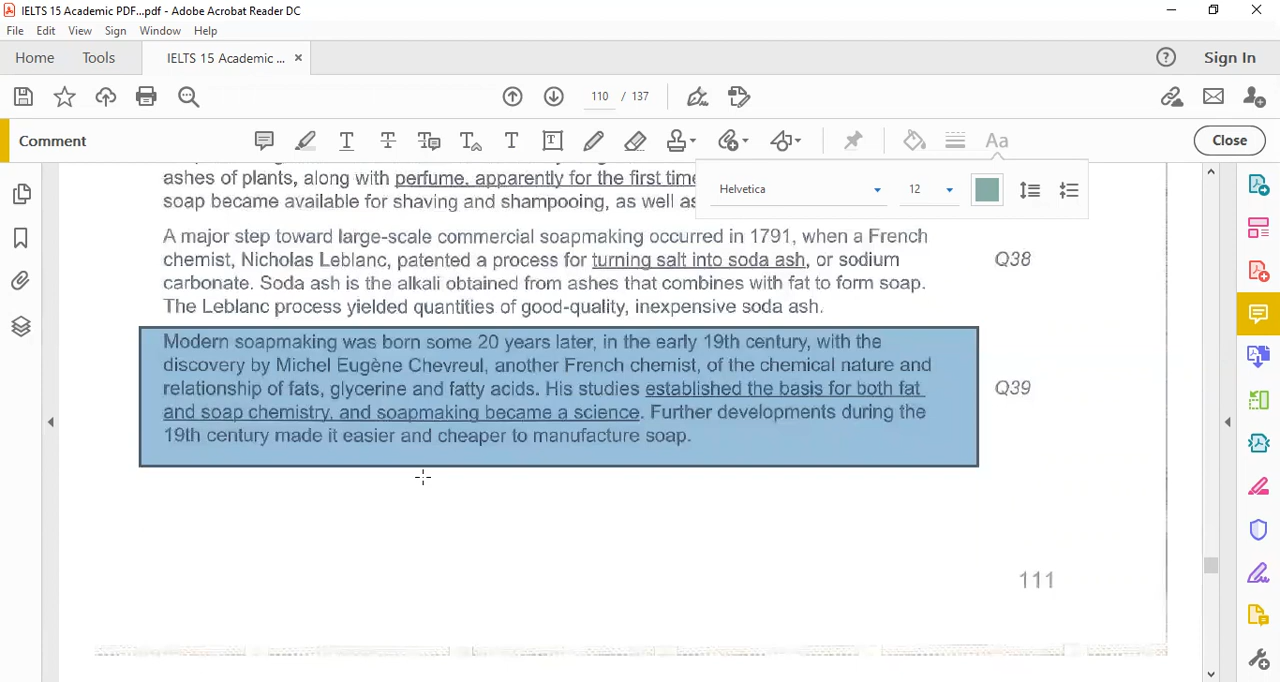 IELTS 15 Academic PDF...pdf - Adobe Acrobat Reader DC
File Edit View Sign Window Help
Home Tools IELTS 15 Academic ... × Sign In
110 / 137
Comment Close
Helvetica 12
ashes of plants, along with perfume, apparently for the first time
soap became available for shaving and shampooing, as well as
A major step toward large-scale commercial soapmaking occurred in 1791, when a French
chemist, Nicholas Leblanc, patented a process for turning salt into soda ash, or sodium Q38
carbonate. Soda ash is the alkali obtained from ashes that combines with fat to form soap.
The Leblanc process yielded quantities of good-quality, inexpensive soda ash.
Modern soapmaking was born some 20 years later, in the early 19th century, with the
discovery by Michel Eugène Chevreul, another French chemist, of the chemical nature and
relationship of fats, glycerine and fatty acids. His studies established the basis for both fat Q39
and soap chemistry, and soapmaking became a science. Further developments during the
19th century made it easier and cheaper to manufacture soap.
111